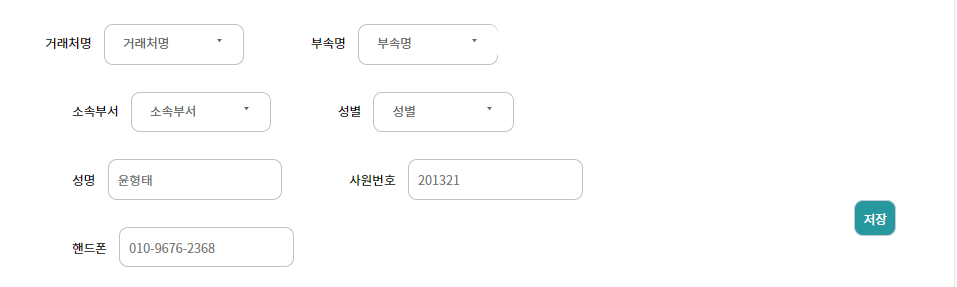 거래처명 거래처명 부속명 부속명
소속부서 소속부서 성별 성별
성명 윤형태 사원번호 201321
저장
핸드폰 010-9676-2368